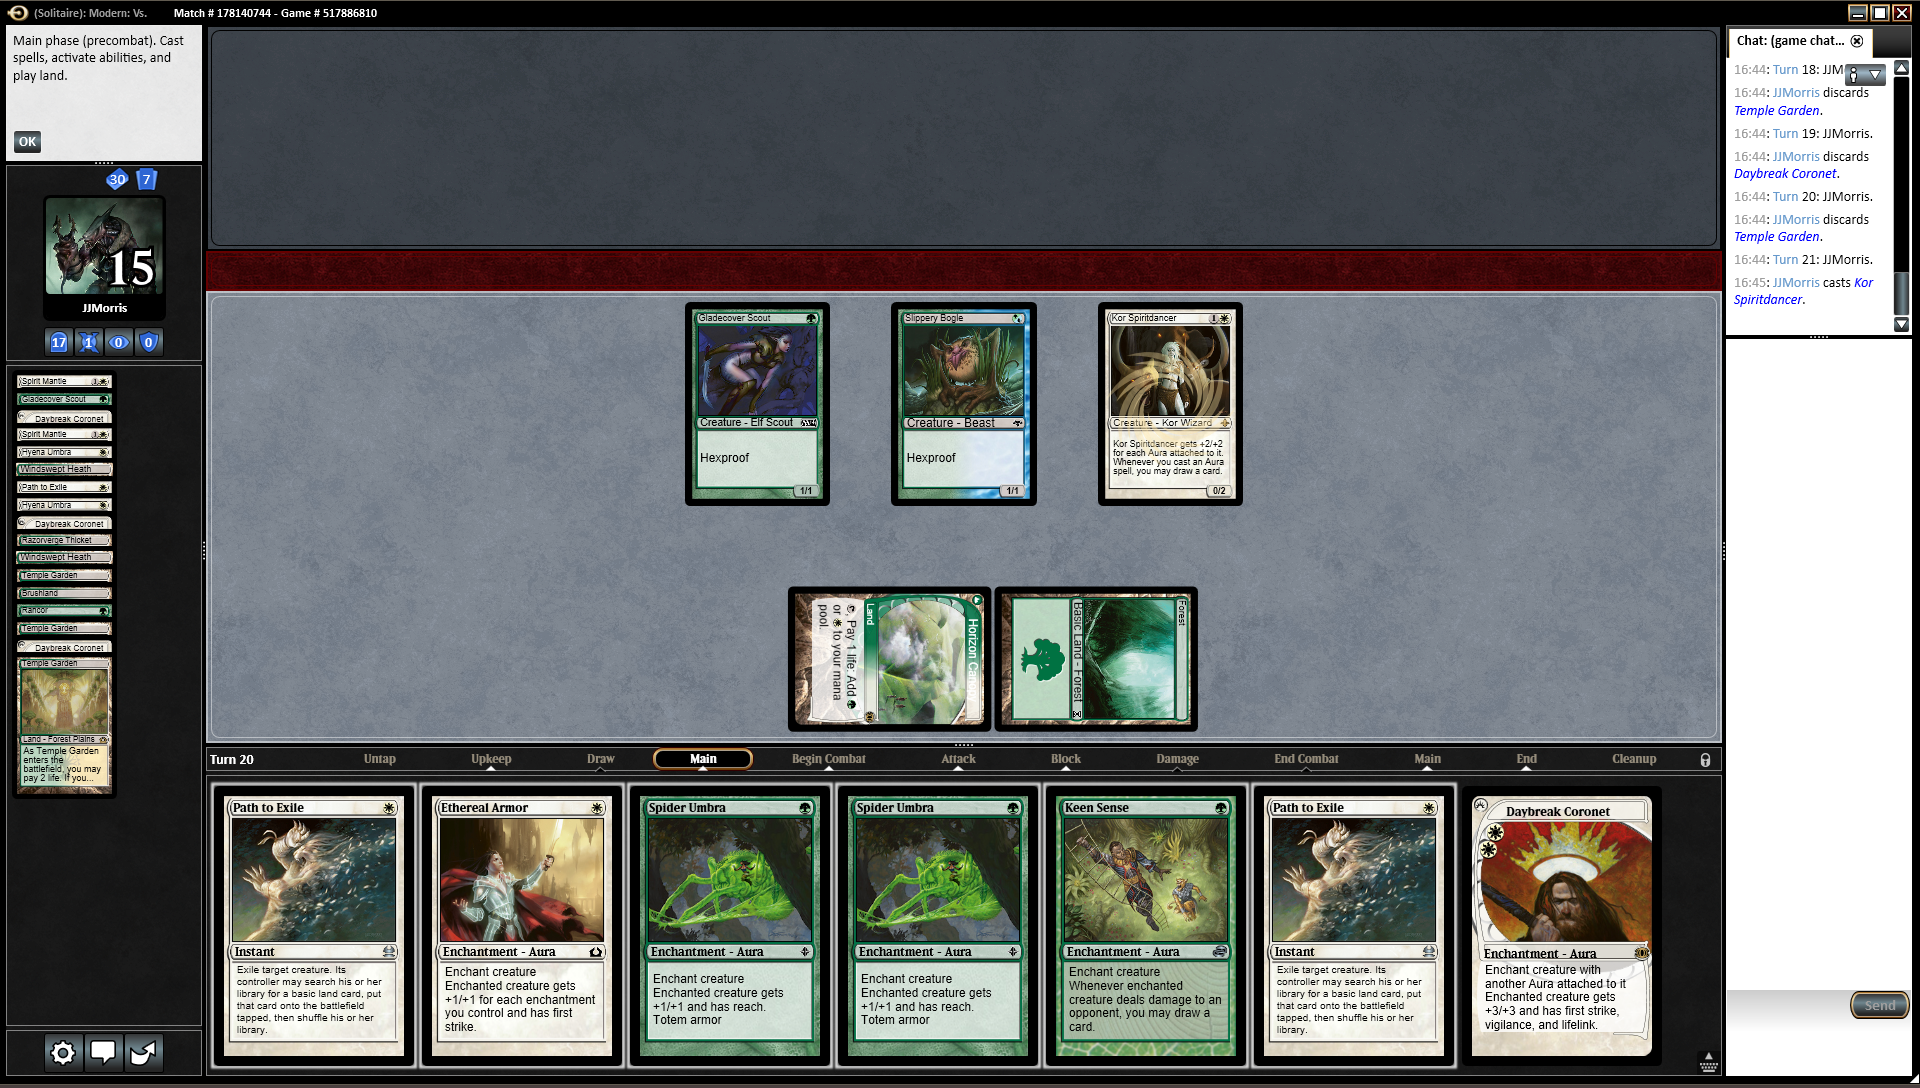 (Solitaire): Modern: Vs.
Match # 178140744 - Game # 517886810
Main phase (precombat). Cast
spells, activate abilities, and
play land.
OK
30
7
15
JJMorris
17
1
0
0
Spirit Mantle
Gladecover Scout
Daybreak Coronet
Spirit Mantle
Hyena Umbra
Windswept Heath
Path to Exile
Hyena Umbra
Daybreak Coronet
Razorverge Thicket
Windswept Heath
Temple Garden
Brushland
Rancor
Temple Garden
Daybreak Coronet
Temple Garden
Land - Forest Plains
As Temple Garden
enters the
battlefield, you may
pay 2 life. If you...
Gladecover Scout
Creature - Elf Scout
Hexproof
1/1
Slippery Bogle
Creature - Beast
Hexproof
1/1
Kor Spiritdancer
1
Creature - Kor Wizard
Kor Spiritdancer gets +2/+2
for each Aura attached to it.
Whenever you cast an Aura
spell, you may draw a card.
0/2
Horizon Canopy
Land
, Pay 1 life: Add
or to your mana
pool.
Forest
Basic Land - Forest
Turn 20
Untap
Upkeep
Draw
Main
Begin Combat
Attack
Block
Damage
End Combat
Main
End
Cleanup
Path to Exile
Instant
Exile target creature. Its
controller may search his or her
library for a basic land card, put
that card onto the battlefield
tapped, then shuffle his or her
library.
Ethereal Armor
Enchantment - Aura
Enchant creature
Enchanted creature gets
+1/+1 for each enchantment
you control and has first
strike.
Spider Umbra
Enchantment - Aura
Enchant creature
Enchanted creature gets
+1/+1 and has reach.
Totem armor
Spider Umbra
Enchantment - Aura
Enchant creature
Enchanted creature gets
+1/+1 and has reach.
Totem armor
Keen Sense
Enchantment - Aura
Enchant creature
Whenever enchanted
creature deals damage to an
opponent, you may draw a
card.
Path to Exile
Instant
Exile target creature. Its
controller may search his or her
library for a basic land card, put
that card onto the battlefield
tapped, then shuffle his or her
library.
Daybreak Coronet
Enchantment - Aura
Enchant creature with
another Aura attached to it
Enchanted creature gets
+3/+3 and has first strike,
vigilance, and lifelink.
Chat: (game chat...
16:44: Turn 18: JJM
16:44: JJMorris discards
Temple Garden.
16:44: Turn 19: JJMorris.
16:44: JJMorris discards
Daybreak Coronet.
16:44: Turn 20: JJMorris.
16:44: JJMorris discards
Temple Garden.
16:44: Turn 21: JJMorris.
16:45: JJMorris casts Kor
Spiritdancer.
Send